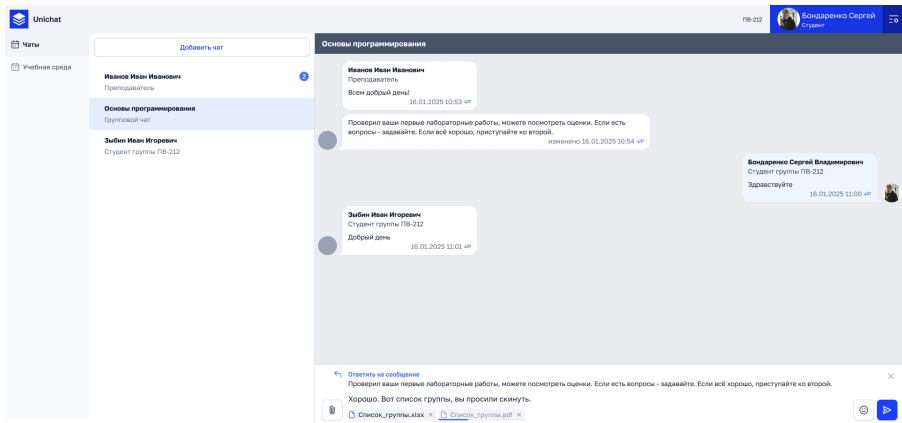 Unichat
ПВ-212
Бондаренко Сергей
Студент
Чаты
Учебная среда
Добавить чат
Иванов Иван Иванович
2
Преподаватель
Основы программирования
Групповой чат
Зыбин Иван Игоревич
Студент группы ПВ-212
Основы программирования
Иванов Иван Иванович
Преподаватель
Всем добрый день!
16.01.2025 10:53
Проверил ваши первые лабораторные работы, можете посмотреть оценки. Если есть
вопросы - задавайте. Если всё хорошо, приступайте ко второй.
изменено 16.01.2025 10:54
Бондаренко Сергей Владимирович
Студент группы ПВ-212
Здравствуйте
16.01.2025 11:00
Зыбин Иван Игоревич
Студент группы ПВ-212
Добрый день
16.01.2025 11:01
Ответить на сообщение
Проверил ваши первые лабораторные работы, можете посмотреть оценки. Если есть вопросы - задавайте. Если всё хорошо, приступайте ко второй.
Хорошо. Вот список группы, вы просили скинуть.
Список_группы.xlsx
Список_группы.pdf